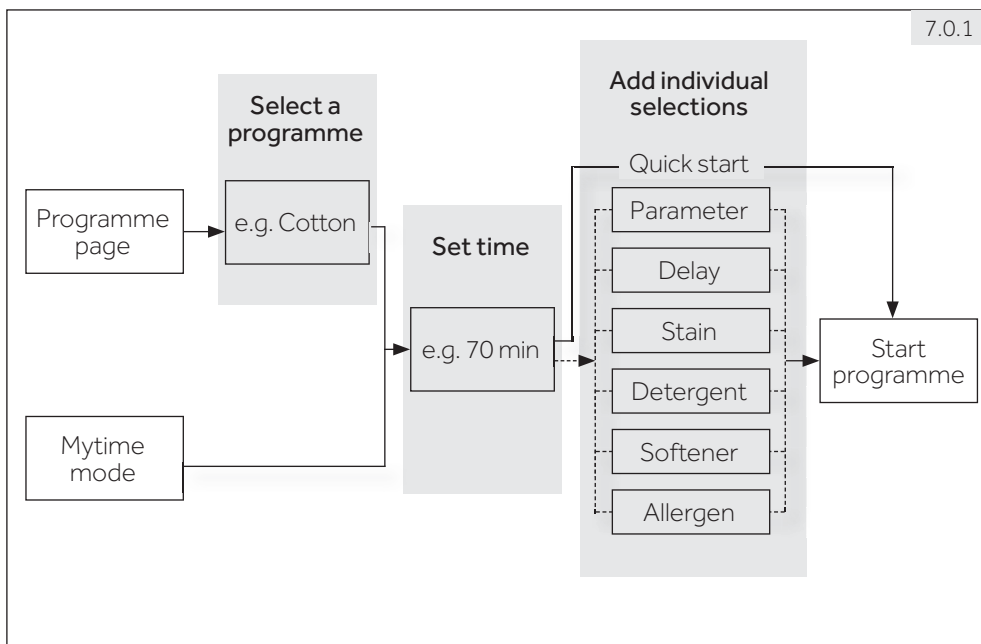 7.0.1
Programme
page
Mytime
mode
Select a
programme
e.g. Cotton
Set time
e.g. 70 min
Add individual
selections
Quick start
Parameter
Delay
Stain
Detergent
Softener
Allergen
Start
programme